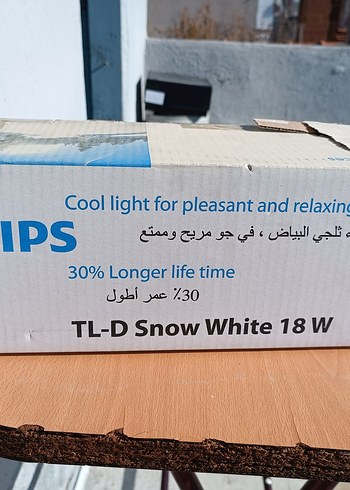 Cool light for pleasant and relaxing
ثلجي البياض ، في جو مريح وممتع
IPS
30% Longer life time
30٪ عمر أطول
TL-D Snow White 18 W